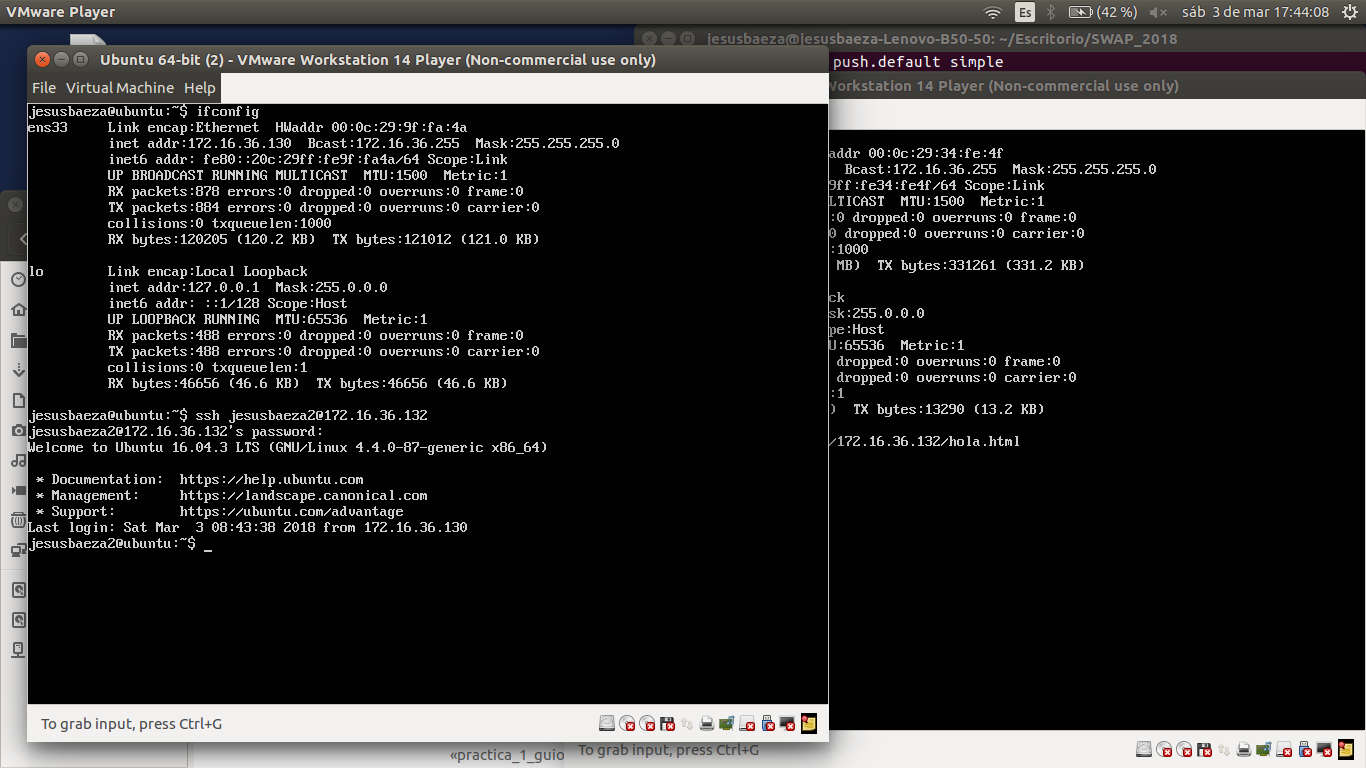 VMware Player
Es
(42 %)
sáb 3 de mar 17:44:08
jesusbaeza@jesusbaeza-Lenovo-B50-50: ~/Escritorio/SWAP_2018
push.default simple
Ubuntu 64-bit (2) - VMware Workstation 14 Player (Non-commercial use only)
File Virtual Machine Help
jesusbaeza@ubuntu:~$ ifconfig
ens33 Link encap:Ethernet HWaddr 00:0c:29:9f:fa:4a
inet addr:172.16.36.130 Bcast:172.16.36.255 Mask:255.255.255.0
inet6 addr: fe80::20c:29ff:fe9f:fa4a/64 Scope:Link
UP BROADCAST RUNNING MULTICAST MTU:1500 Metric:1
RX packets:878 errors:0 dropped:0 overruns:0 frame:0
TX packets:884 errors:0 dropped:0 overruns:0 carrier:0
collisions:0 txqueuelen:1000
RX bytes:120205 (120.2 KB) TX bytes:121012 (121.0 KB)
lo Link encap:Local Loopback
inet addr:127.0.0.1 Mask:255.0.0.0
inet6 addr: ::1/128 Scope:Host
UP LOOPBACK RUNNING MTU:65536 Metric:1
RX packets:488 errors:0 dropped:0 overruns:0 frame:0
TX packets:488 errors:0 dropped:0 overruns:0 carrier:0
collisions:0 txqueuelen:1
RX bytes:46656 (46.6 KB) TX bytes:46656 (46.6 KB)
jesusbaeza@ubuntu:~$ ssh jesusbaeza2@172.16.36.132
jesusbaeza2@172.16.36.132's password:
Welcome to Ubuntu 16.04.3 LTS (GNU/Linux 4.4.0-87-generic x86_64)
* Documentation: https://help.ubuntu.com
* Management: https://landscape.canonical.com
* Support: https://ubuntu.com/advantage
Last login: Sat Mar 3 08:43:38 2018 from 172.16.36.130
jesusbaeza2@ubuntu:~$ _
To grab input, press Ctrl+G
Workstation 14 Player (Non-commercial use only)
addr 00:0c:29:34:fe:4f
Bcast:172.16.36.255 Mask:255.255.255.0
9ff:fe34:fe4f/64 Scope:Link
LTICAST MTU:1500 Metric:1
:0 dropped:0 overruns:0 frame:0
0 dropped:0 overruns:0 carrier:0
:1000
MB) TX bytes:331261 (331.2 KB)
ck
sk:255.0.0.0
pe:Host
U:65536 Metric:1
dropped:0 overruns:0 frame:0
dropped:0 overruns:0 carrier:0
:1
) TX bytes:13290 (13.2 KB)
/172.16.36.132/hola.html
To grab input, press Ctrl+G
«practica_1_guio